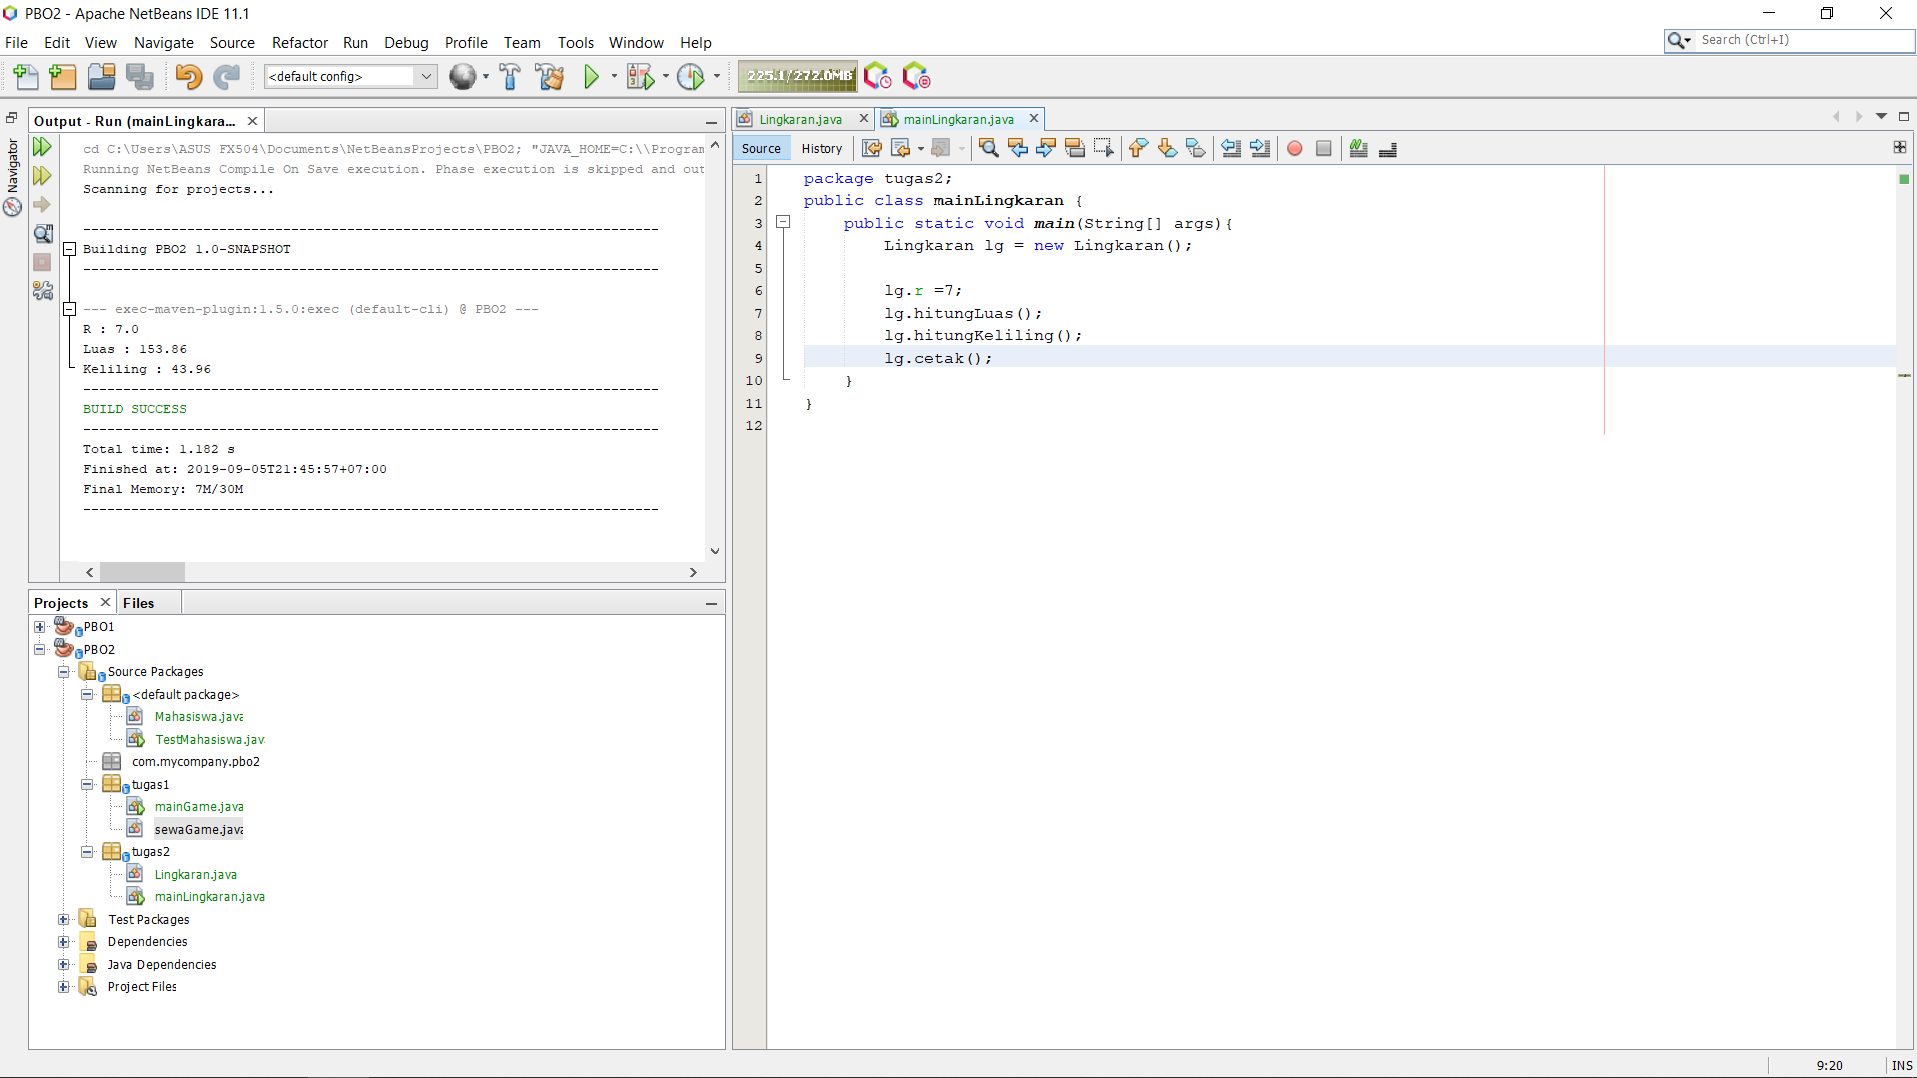 PBO2 - Apache NetBeans IDE 11.1
File Edit View Navigate Source Refactor Run Debug Profile Team Tools Window Help
Search (Ctrl+I)
<default config>
225.1/272.0MB
Navigator
Output - Run (mainLingkara...
cd C:\Users\ASUS FX504\Documents\NetBeansProjects\PBO2; "JAVA_HOME=C:\\Program
Running NetBeans Compile On Save execution. Phase execution is skipped and out
Scanning for projects...
------------------------------------------------------------------------
Building PBO2 1.0-SNAPSHOT
------------------------------------------------------------------------
--- exec-maven-plugin:1.5.0:exec (default-cli) @ PBO2 ---
R : 7.0
Luas : 153.86
Keliling : 43.96
------------------------------------------------------------------------
BUILD SUCCESS
------------------------------------------------------------------------
Total time: 1.182 s
Finished at: 2019-09-05T21:45:57+07:00
Final Memory: 7M/30M
------------------------------------------------------------------------
Projects Files
PBO1
PBO2
Source Packages
<default package>
Mahasiswa.java
TestMahasiswa.jav
com.mycompany.pbo2
tugas1
mainGame.java
sewaGame.java
tugas2
Lingkaran.java
mainLingkaran.java
Test Packages
Dependencies
Java Dependencies
Project Files
Lingkaran.java mainLingkaran.java
Source History
1 package tugas2;
2 public class mainLingkaran {
3 public static void main(String[] args){
4 Lingkaran lg = new Lingkaran();
5
6 lg.r =7;
7 lg.hitungLuas();
8 lg.hitungKeliling();
9 lg.cetak();
10 }
11 }
12
9:20 INS